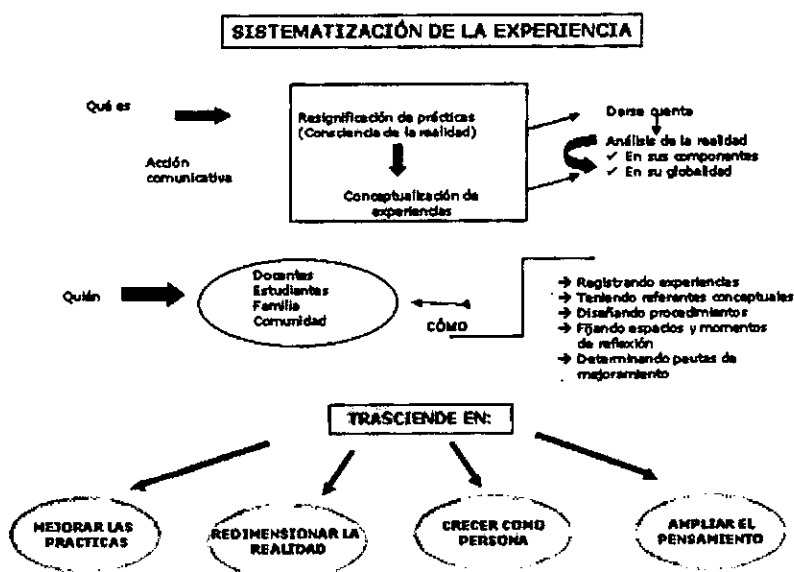 SISTEMATIZACIÓN DE LA EXPERIENCIA
Qué es
Acción
comunicativa
Resignificación de prácticas
(Consciencia de la realidad)
Conceptualización de
experiencias
Darse cuenta
Análisis de la realidad
✓ En sus componentes
✓ En su globalidad
Quién
Docentes
Estudiantes
Familia
Comunidad
CÓMO
→ Registrando experiencias
→ Teniendo referentes conceptuales
→ Diseñando procedimientos
→ Fijando espacios y momentos
de reflexión
→ Determinando pautas de
mejoramiento
TRASCIENDE EN:
MEJORAR LAS
PRACTICAS
REDIMENSIONAR LA
REALIDAD
CRECER COMO
PERSONA
AMPLIAR EL
PENSAMIENTO